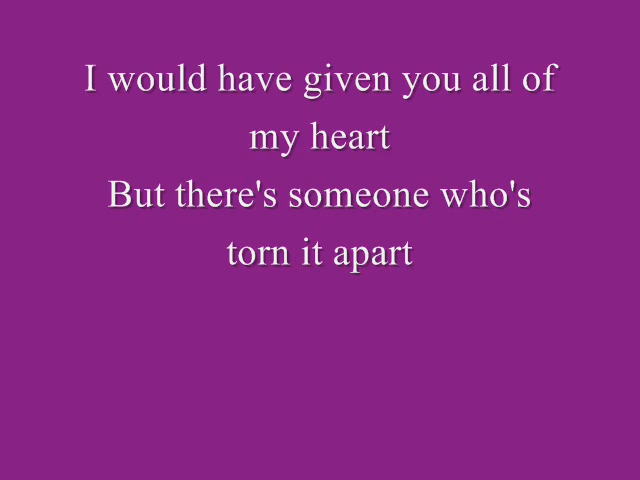 I would have given you all of
my heart
But there's someone who's
torn it apart